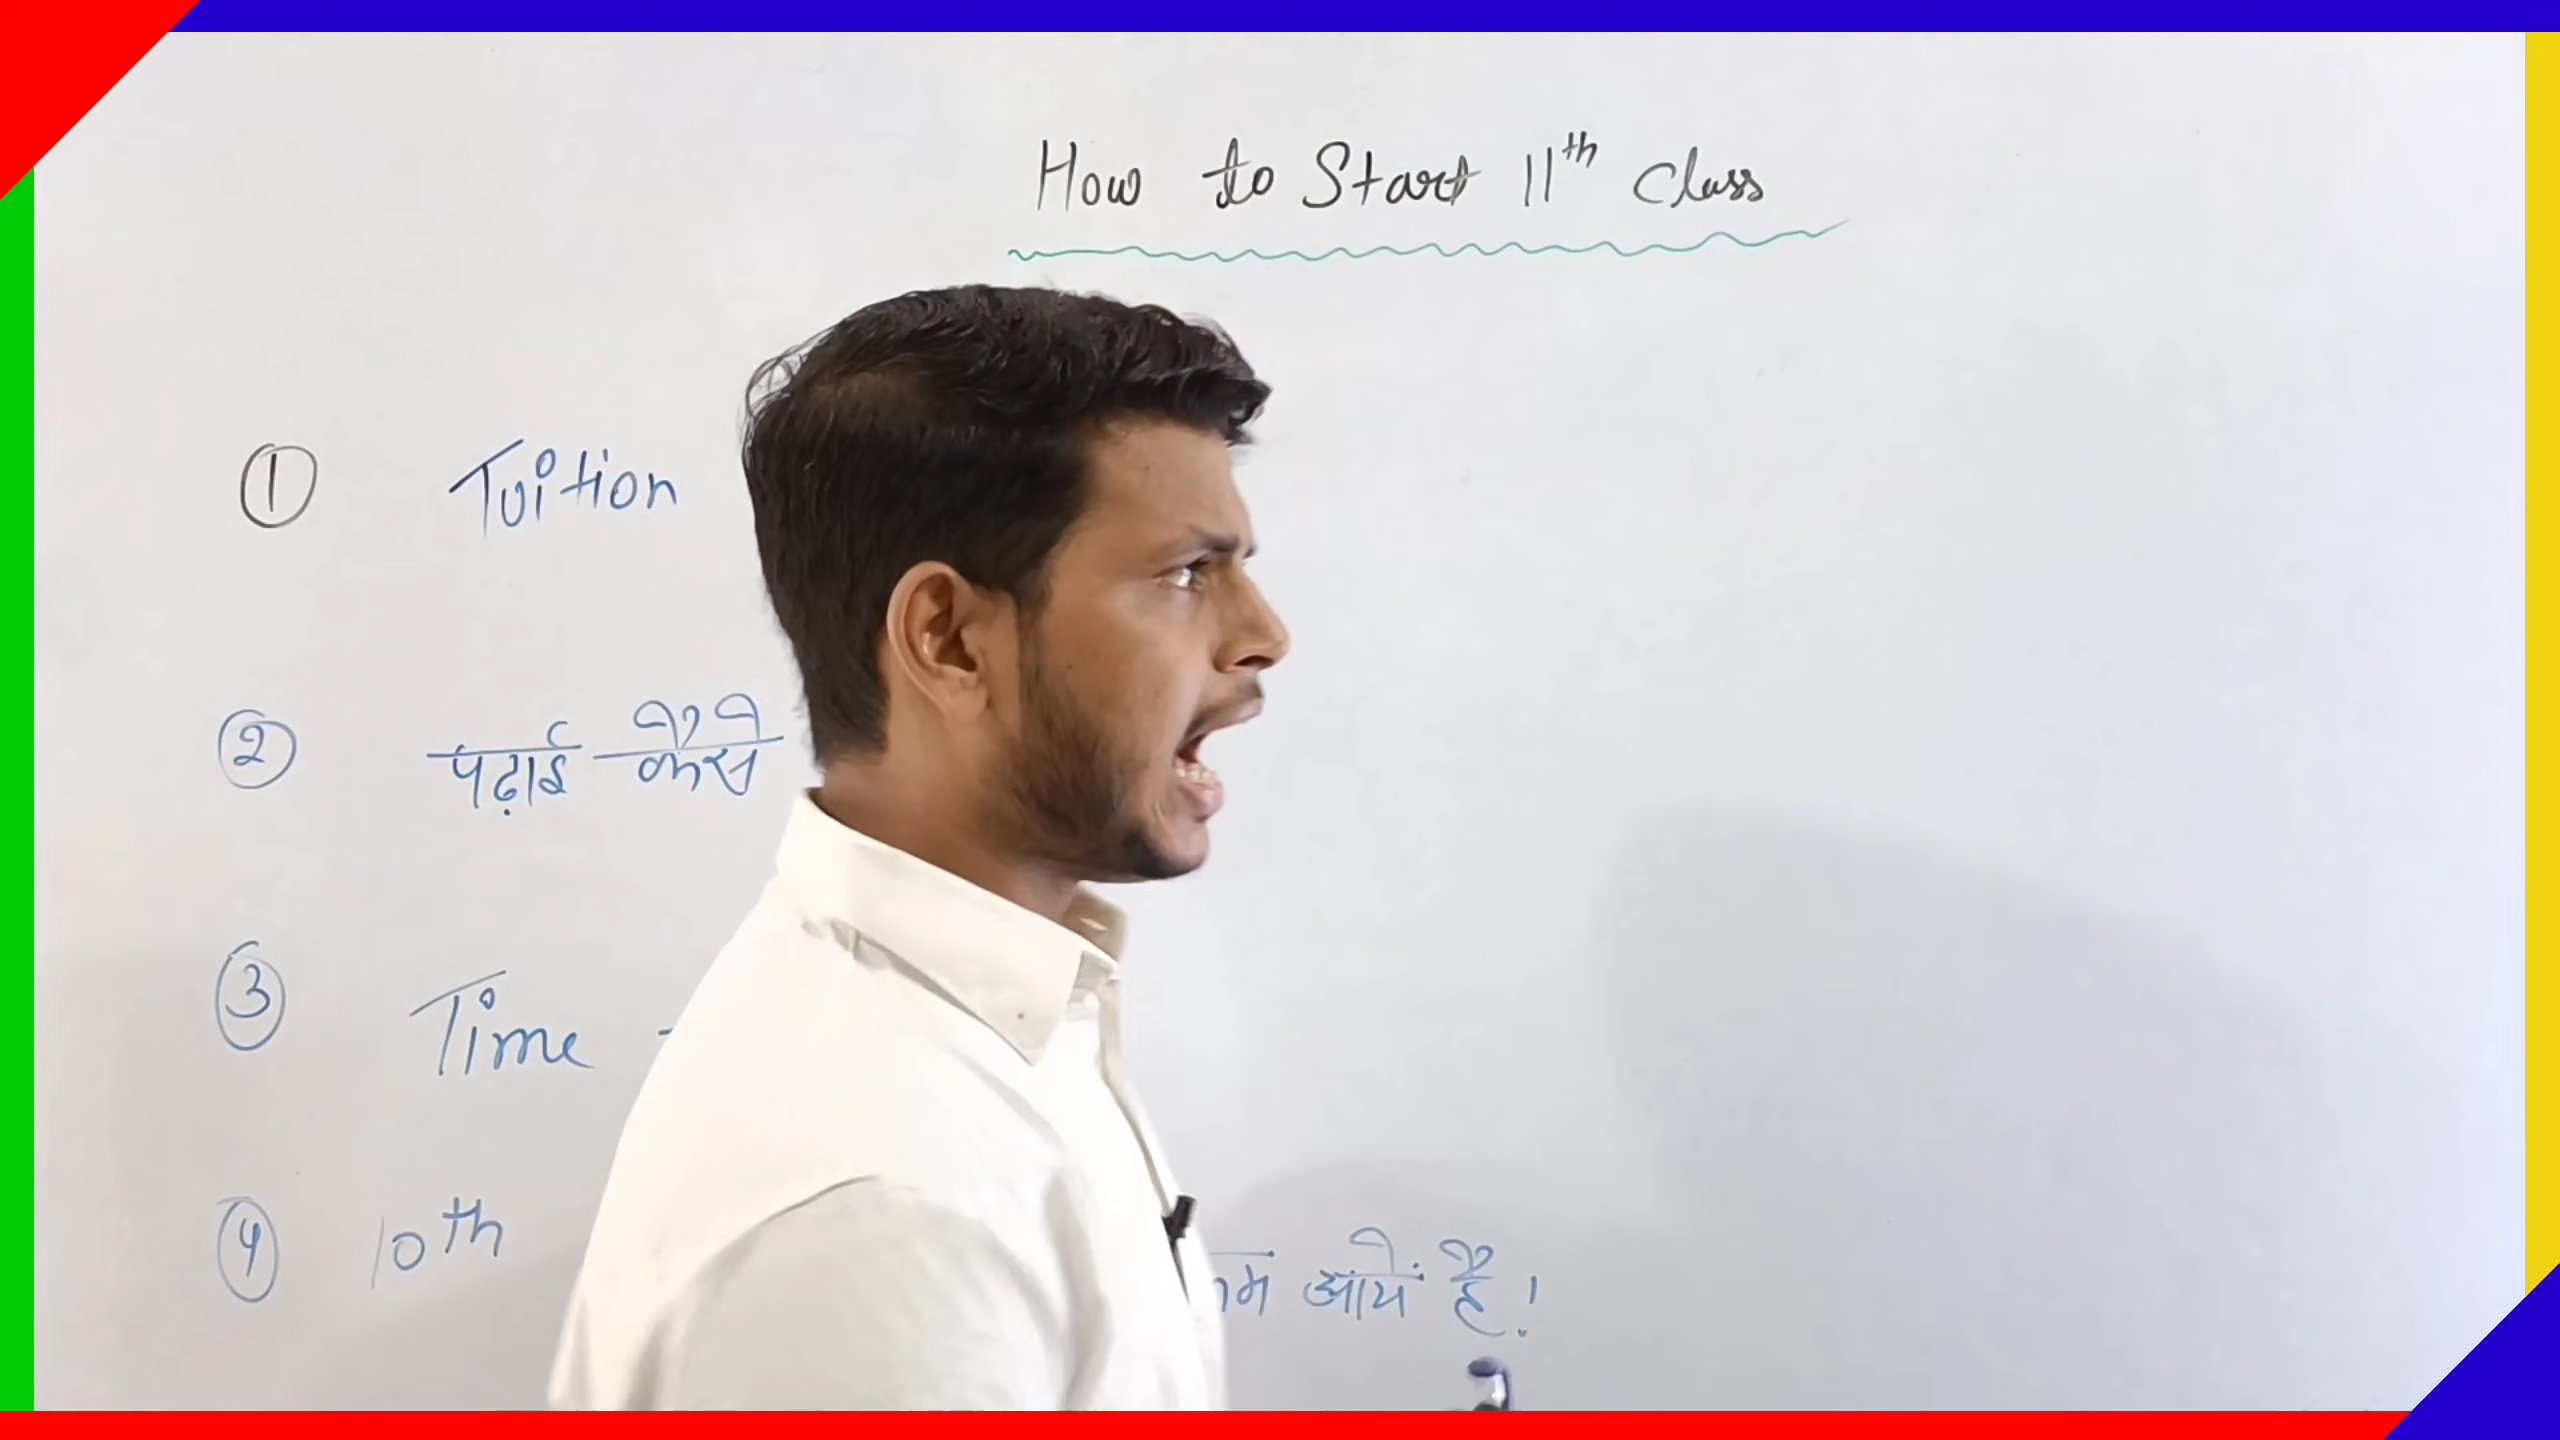 How to Start 11th Class
① Tuition
② पढ़ाई कैसे
③ Time -
④ 10th आये है!